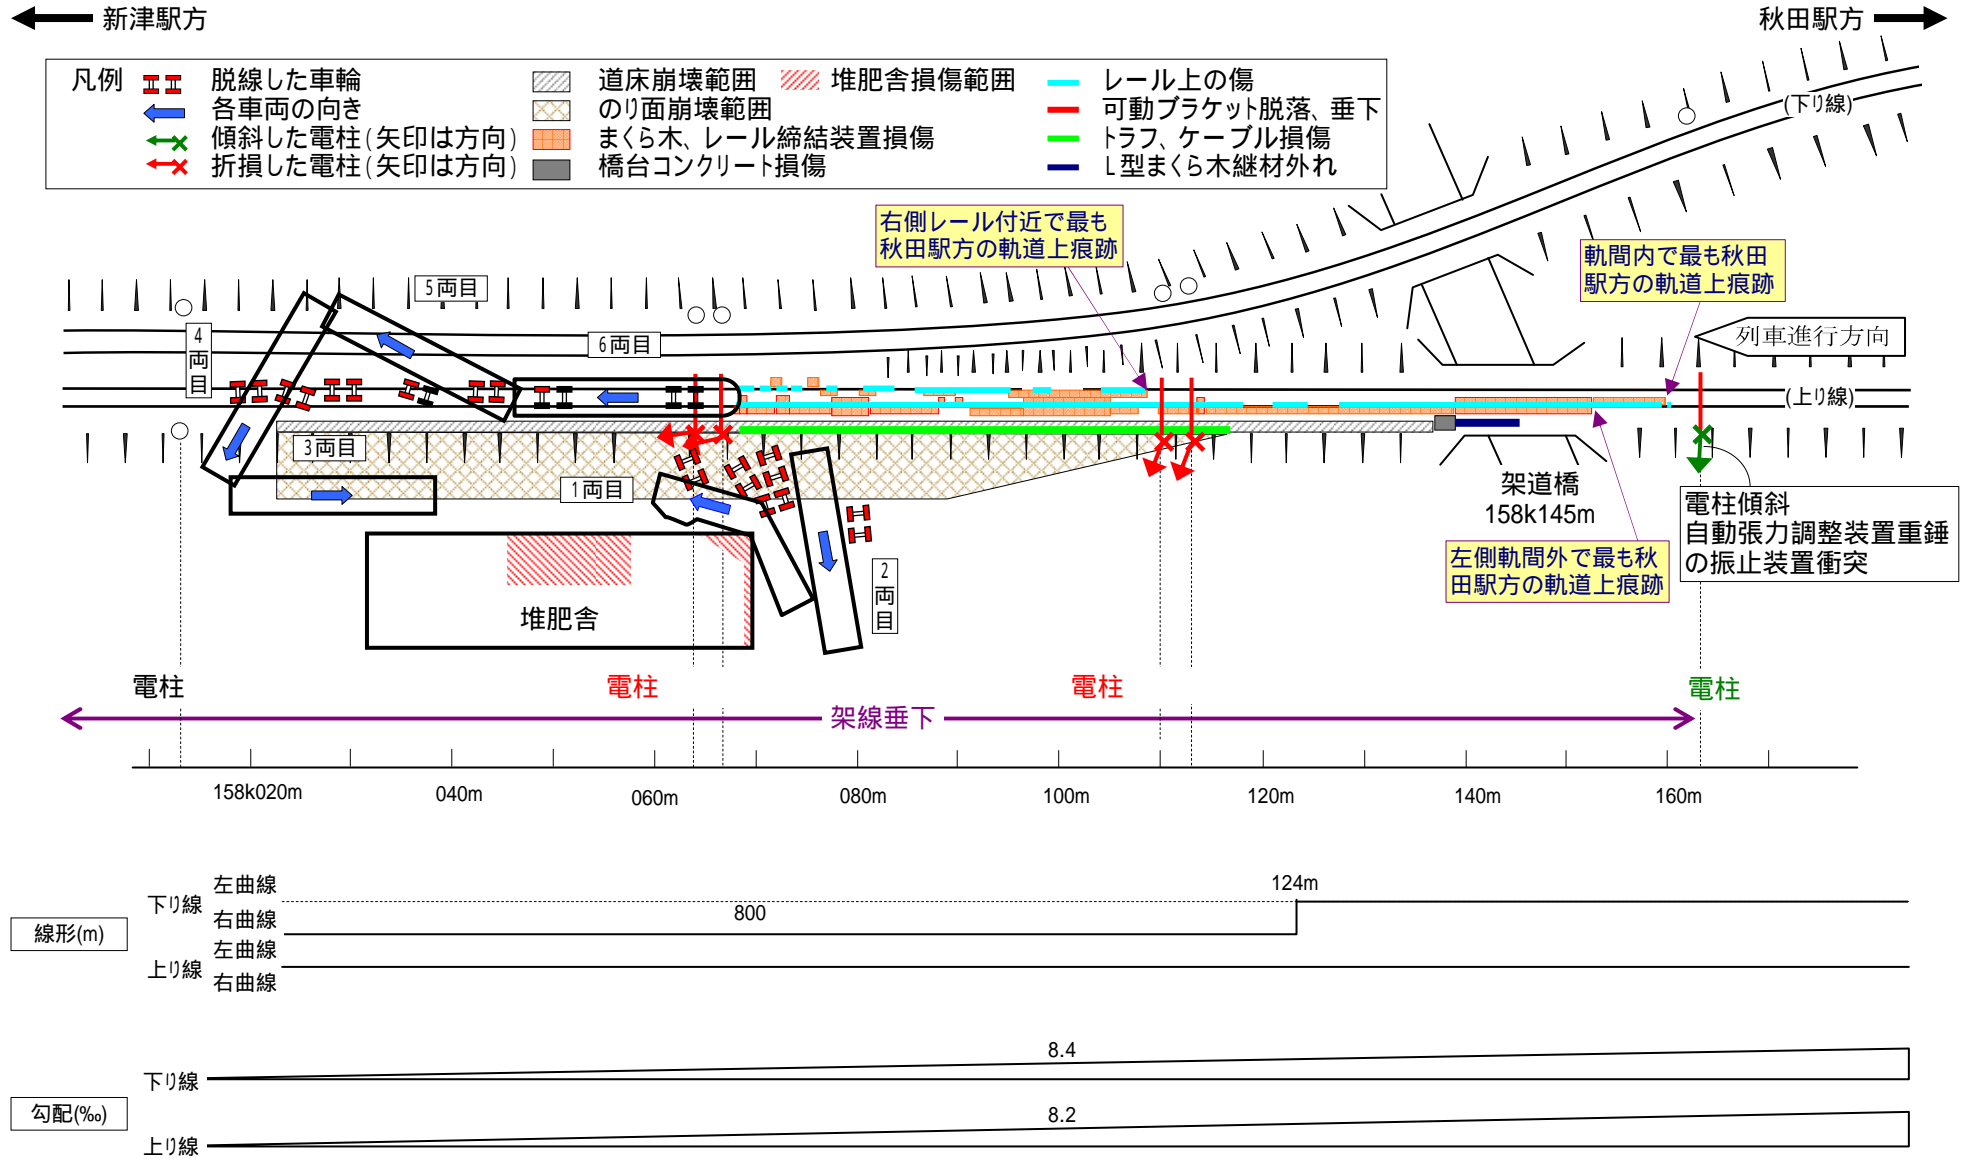 新津駅方
秋田駅方
凡例
脱線した車輪
各車両の向き
傾斜した電柱(矢印は方向)
折損した電柱(矢印は方向)
道床崩壊範囲
のり面崩壊範囲
まくら木、レール締結装置損傷
橋台コンクリート損傷
堆肥舎損傷範囲
レール上の傷
可動ブラケット脱落、垂下
トラフ、ケーブル損傷
L型まくら木継材外れ
(下り線)
右側レール付近で最も
秋田駅方の軌道上痕跡
軌間内で最も秋田
駅方の軌道上痕跡
列車進行方向
(上り線)
5両目
6両目
4
両
目
3両目
1両目
2
両
目
堆肥舎
架道橋
158k145m
左側軌間外で最も秋
田駅方の軌道上痕跡
電柱傾斜
自動張力調整装置重錘
の振止装置衝突
電柱
電柱
電柱
電柱
架線垂下
158k020m
040m
060m
080m
100m
120m
140m
160m
線形(m)
下り線
左曲線
右曲線
800
124m
上り線
左曲線
右曲線
勾配(‰)
下り線
8.4
上り線
8.2